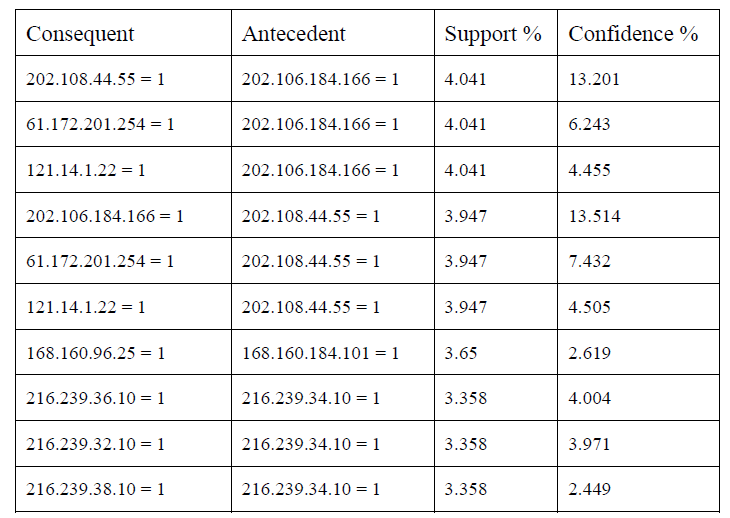 Consequent Antecedent Support % Confidence %
202.108.44.55 = 1 202.106.184.166 = 1 4.041 13.201
61.172.201.254 = 1 202.106.184.166 = 1 4.041 6.243
121.14.1.22 = 1 202.106.184.166 = 1 4.041 4.455
202.106.184.166 = 1 202.108.44.55 = 1 3.947 13.514
61.172.201.254 = 1 202.108.44.55 = 1 3.947 7.432
121.14.1.22 = 1 202.108.44.55 = 1 3.947 4.505
168.160.96.25 = 1 168.160.184.101 = 1 3.65 2.619
216.239.36.10 = 1 216.239.34.10 = 1 3.358 4.004
216.239.32.10 = 1 216.239.34.10 = 1 3.358 3.971
216.239.38.10 = 1 216.239.34.10 = 1 3.358 2.449